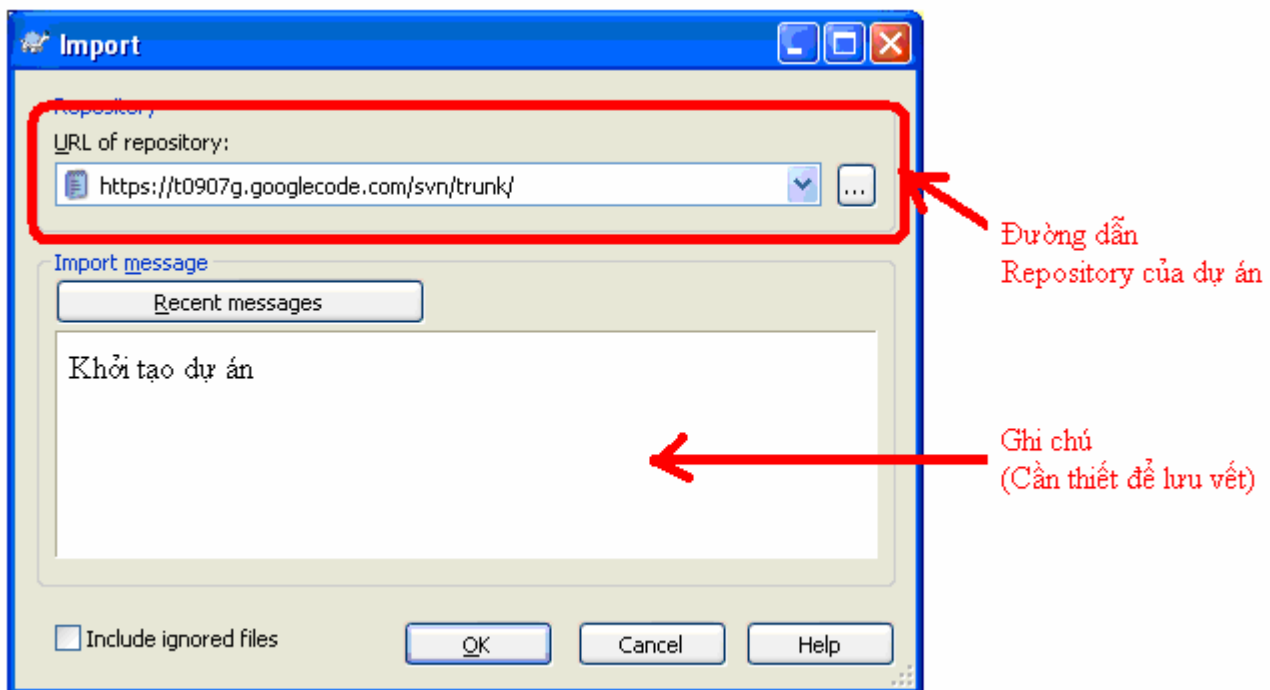 Import
Repository
URL of repository:
https://t0907g.googlecode.com/svn/trunk/
...
Đường dẫn
Repository của dự án
Import message
Recent messages
Khởi tạo dự án
Ghi chú
(Cần thiết để lưu vết)
Include ignored files
OK
Cancel
Help